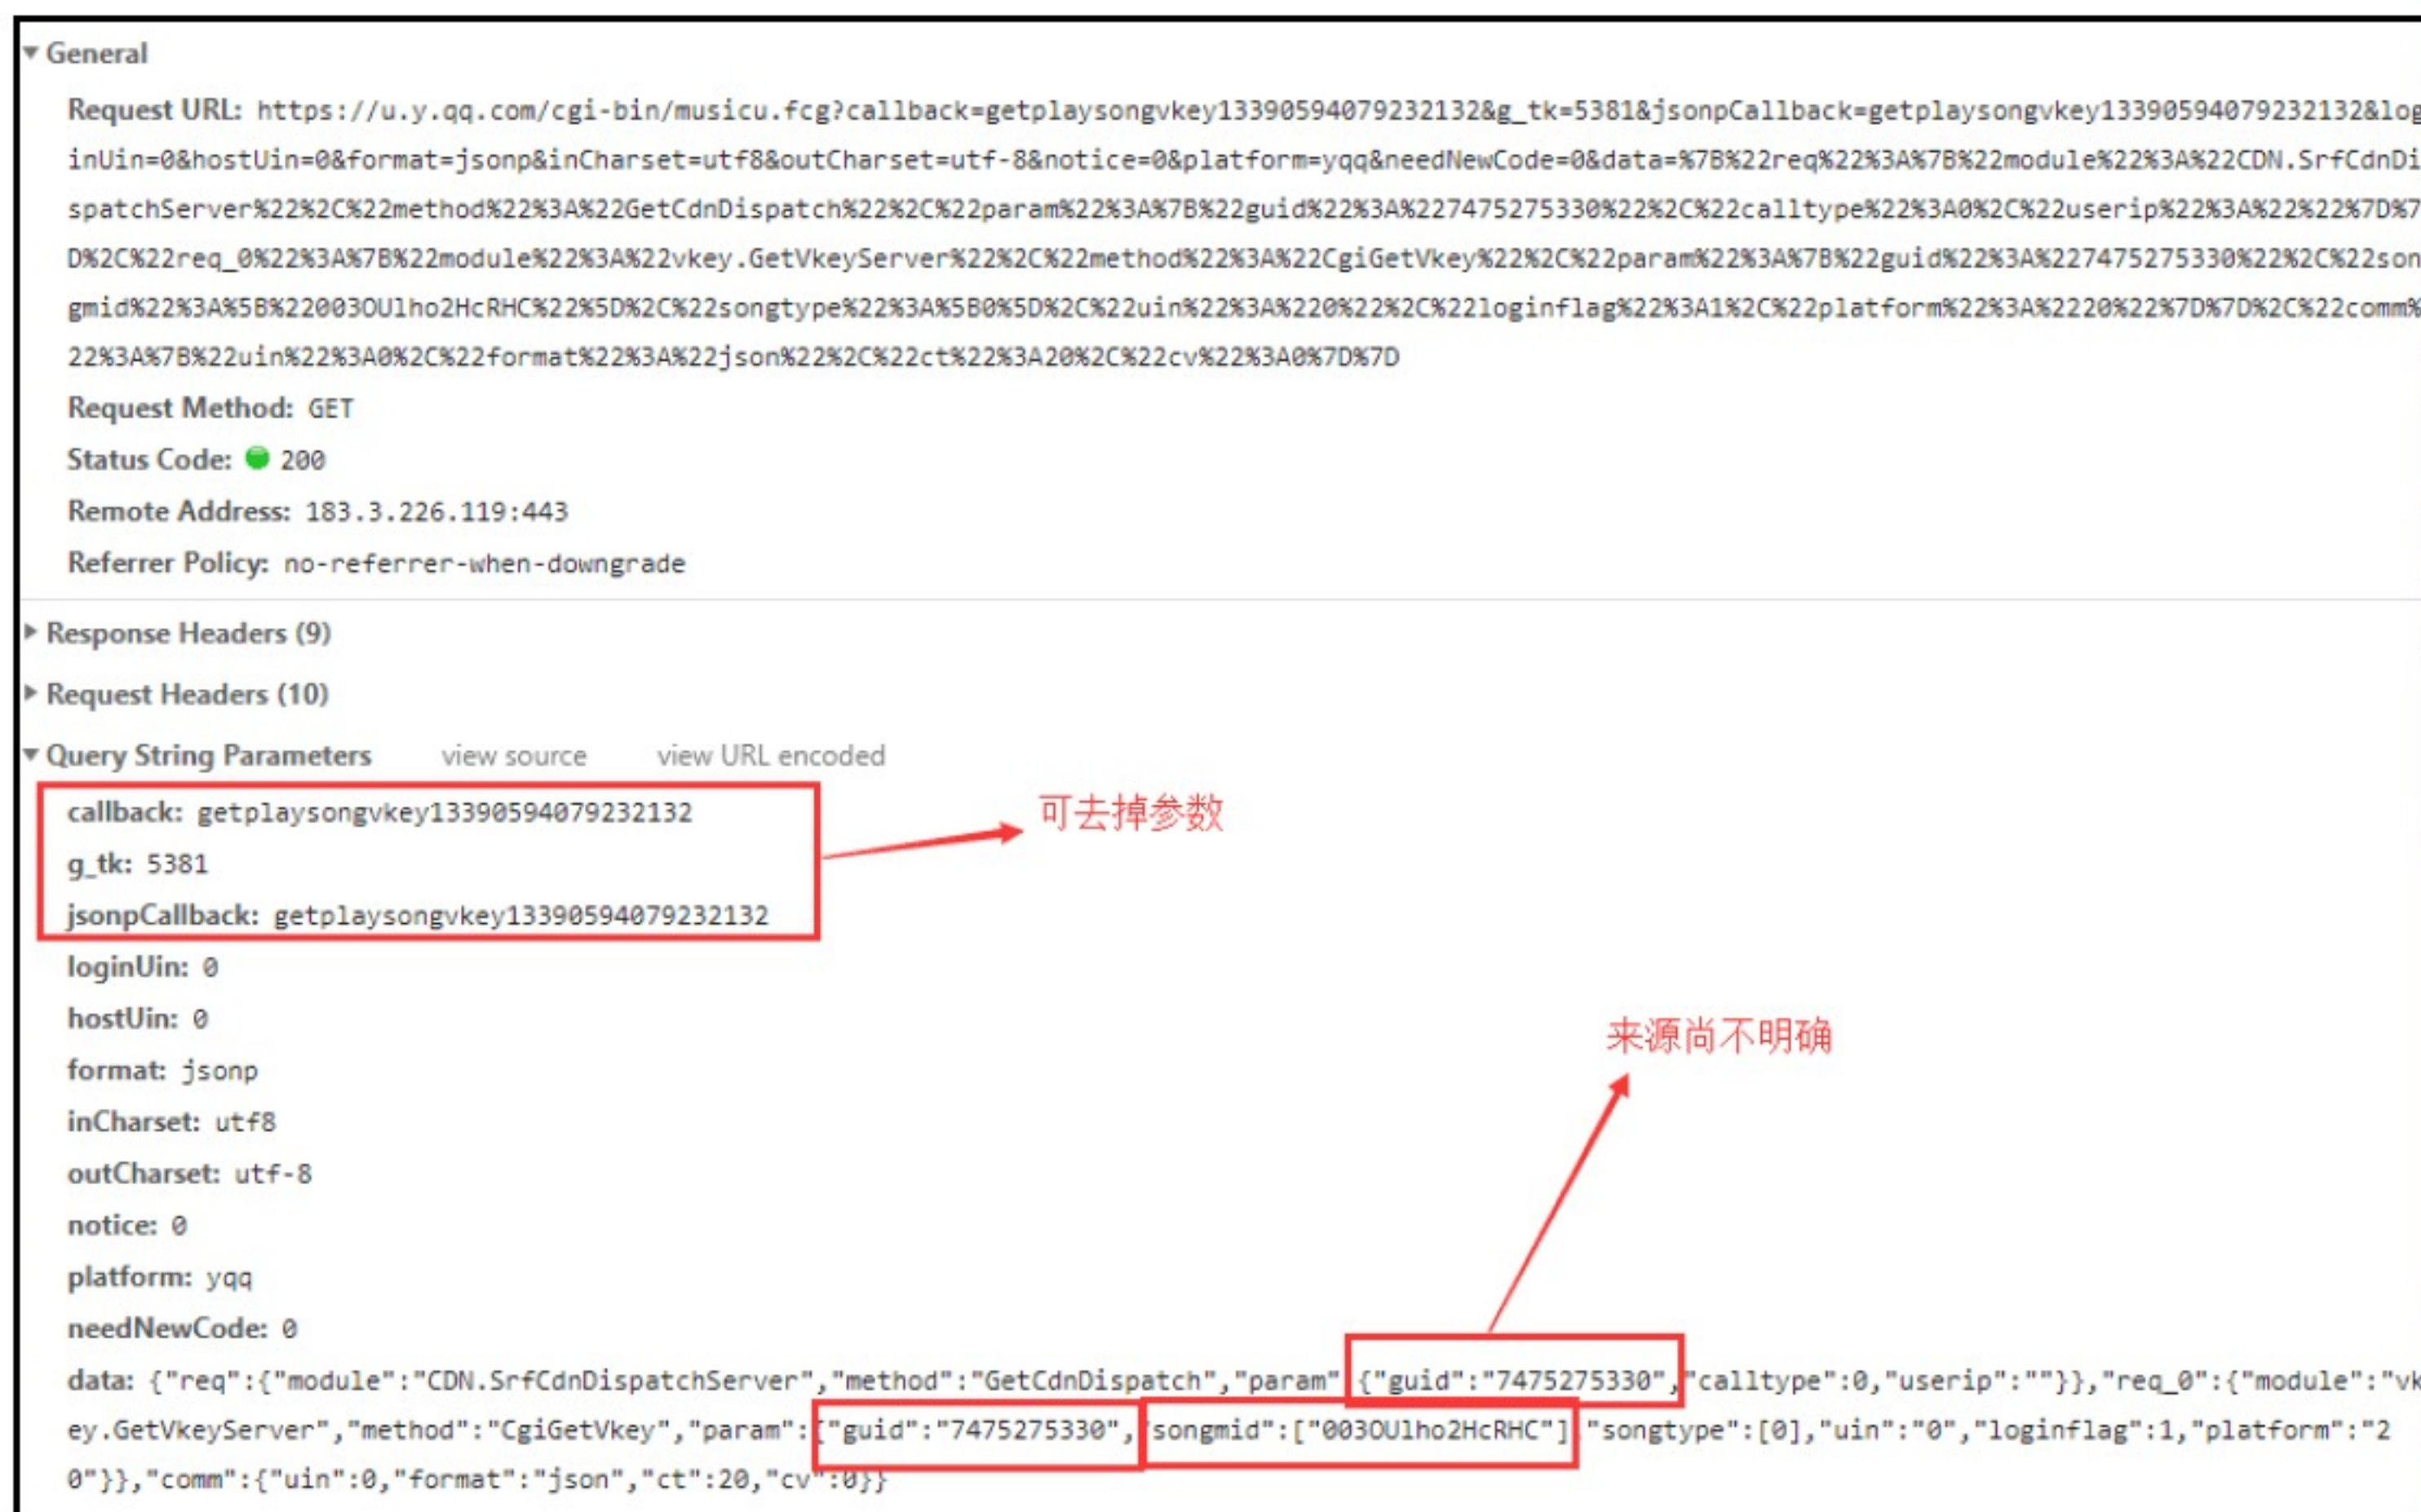 General
Request URL: https://u.y.qq.com/cgi-bin/musicu.fcg?callback=getplaysongvkey13390594079232132&g_tk=5381&jsonpCallback=getplaysongvkey13390594079232132&log
inUin=0&hostUin=0&format=jsonp&inCharset=utf8&outCharset=utf-8&notice=0&platform=yqq&needNewCode=0&data=%7B%22req%22%3A%7B%22module%22%3A%22CDN.SrfCdnDi
spatchServer%22%2C%22method%22%3A%22GetCdnDispatch%22%2C%22param%22%3A%7B%22guid%22%3A%227475275330%22%2C%22calltype%22%3A0%2C%22userip%22%3A%22%22%7D%7
D%2C%22req_0%22%3A%7B%22module%22%3A%22vkey.GetVkeyServer%22%2C%22method%22%3A%22CgiGetVkey%22%2C%22param%22%3A%7B%22guid%22%3A%227475275330%22%2C%22son
gmid%22%3A%5B%22003OUlho2HcRHC%22%5D%2C%22songtype%22%3A%5B0%5D%2C%22uin%22%3A%220%22%2C%22loginflag%22%3A1%2C%22platform%22%3A%2220%22%7D%7D%2C%22comm%
22%3A%7B%22uin%22%3A0%2C%22format%22%3A%22json%22%2C%22ct%22%3A20%2C%22cv%22%3A0%7D%7D
Request Method: GET
Status Code: 200
Remote Address: 183.3.226.119:443
Referrer Policy: no-referrer-when-downgrade
Response Headers (9)
Request Headers (10)
Query String Parameters view source view URL encoded
callback: getplaysongvkey13390594079232132
可去掉参数
g_tk: 5381
jsonpCallback: getplaysongvkey13390594079232132
loginUin: 0
hostUin: 0
来源尚不明确
format: jsonp
inCharset: utf8
outCharset: utf-8
notice: 0
platform: yqq
needNewCode: 0
data: {"req":{"module":"CDN.SrfCdnDispatchServer","method":"GetCdnDispatch","param" {"guid":"7475275330","calltype":0,"userip":""}},"req_0":{"module":"vk
ey.GetVkeyServer","method":"CgiGetVkey","param":{"guid":"7475275330","songmid":["003OUlho2HcRHC"] "songtype":[0],"uin":"0","loginflag":1,"platform":"2
0"}},"comm":{"uin":0,"format":"json","ct":20,"cv":0}}